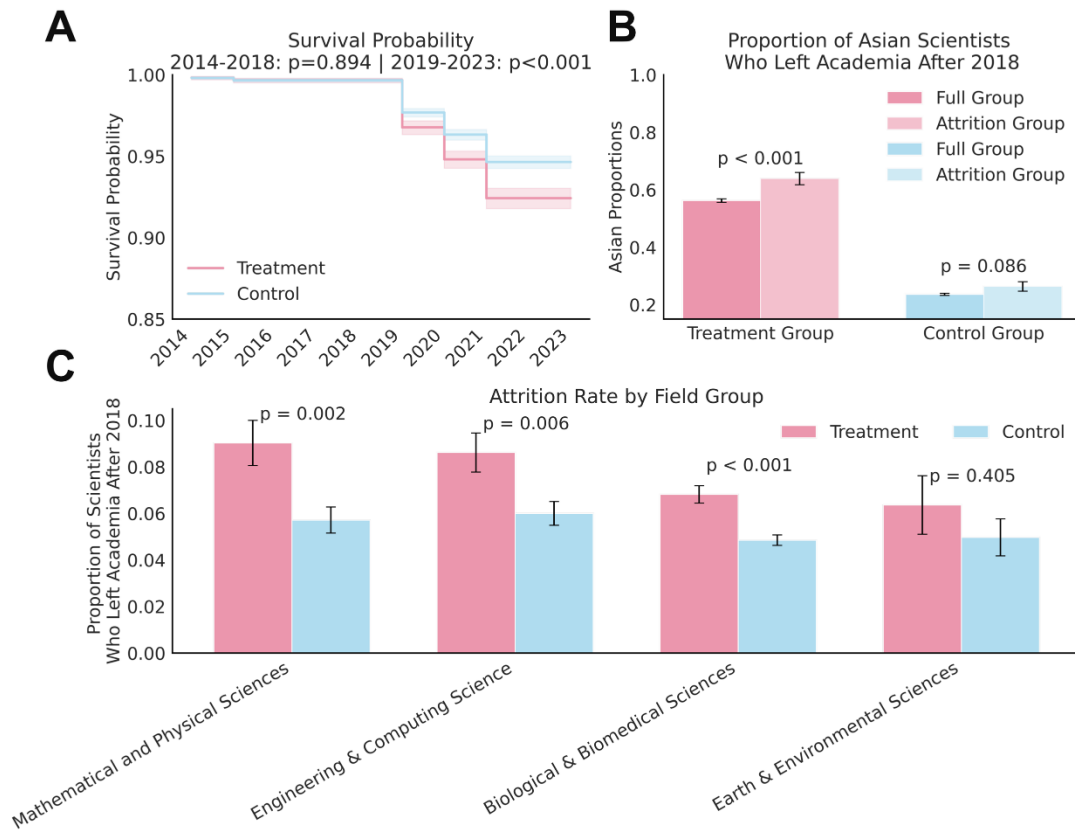 A
Survival Probability
2014-2018: p=0.894 | 2019-2023: p<0.001
1.00
0.95
0.90
0.85
Survival Probability
Treatment
Control
2014
2015
2016
2017
2018
2019
2020
2021
2022
2023
B
Proportion of Asian Scientists
Who Left Academia After 2018
1.0
0.8
0.6
0.4
0.2
Asian Proportions
Full Group
Attrition Group
Full Group
Attrition Group
p < 0.001
p = 0.086
Treatment Group
Control Group
C
Attrition Rate by Field Group
Proportion of Scientists
Who Left Academia After 2018
0.10
0.08
0.06
0.04
0.02
0.00
p = 0.002
p = 0.006
p < 0.001
p = 0.405
Treatment
Control
Mathematical and Physical Sciences
Engineering & Computing Science
Biological & Biomedical Sciences
Earth & Environmental Sciences